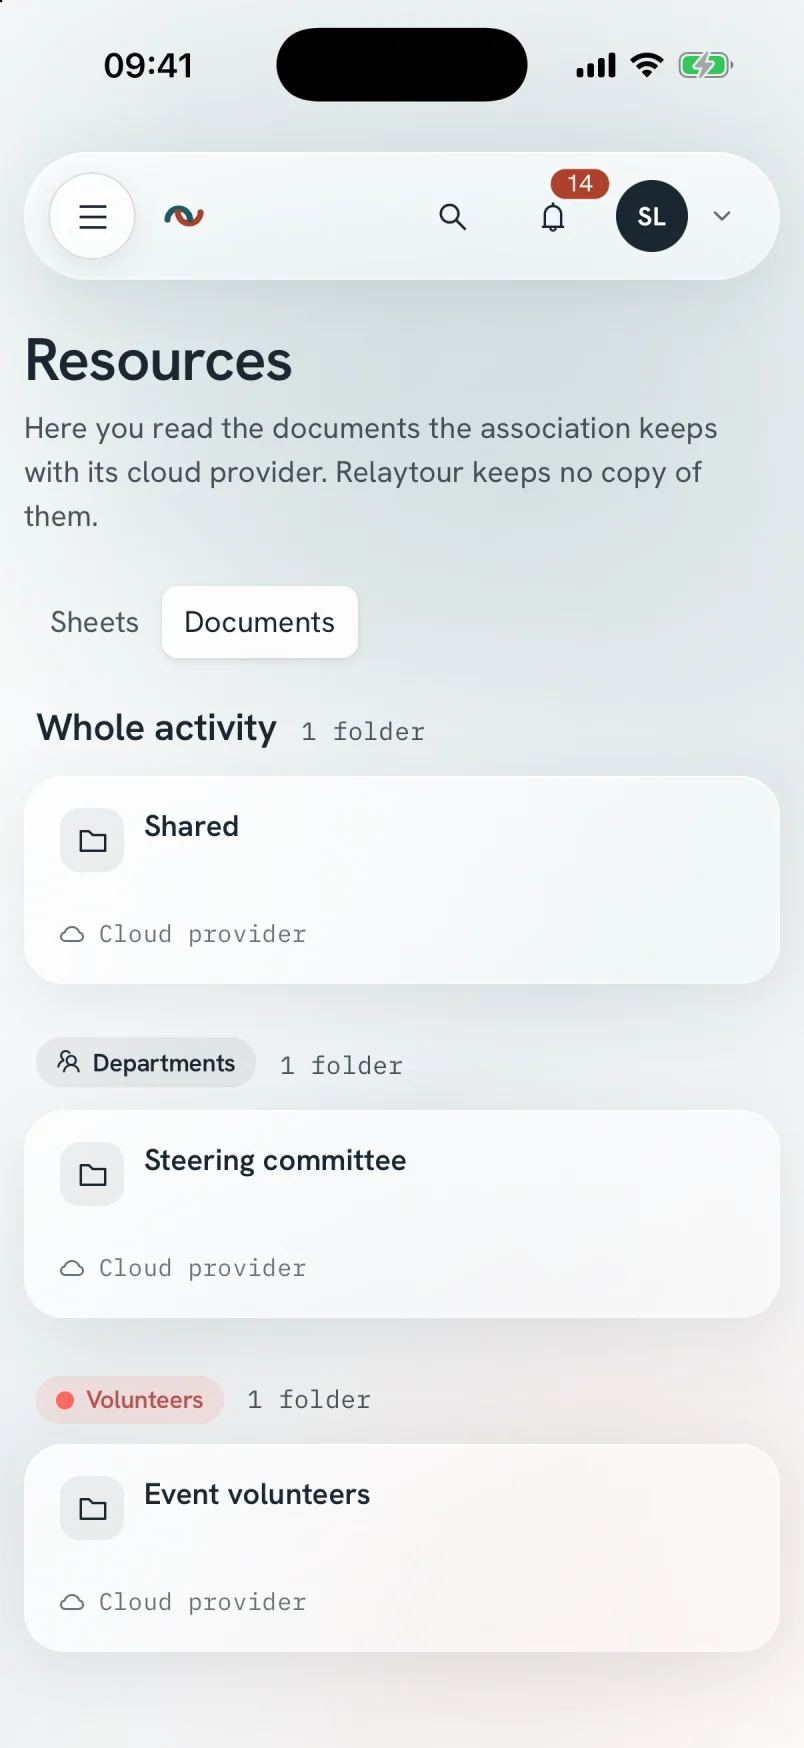 09:41
14
SL
Resources
Here you read the documents the association keeps
with its cloud provider. Relaytour keeps no copy of
them.
Sheets
Documents
Whole activity 1 folder
Shared
Cloud provider
Departments 1 folder
Steering committee
Cloud provider
Volunteers 1 folder
Event volunteers
Cloud provider